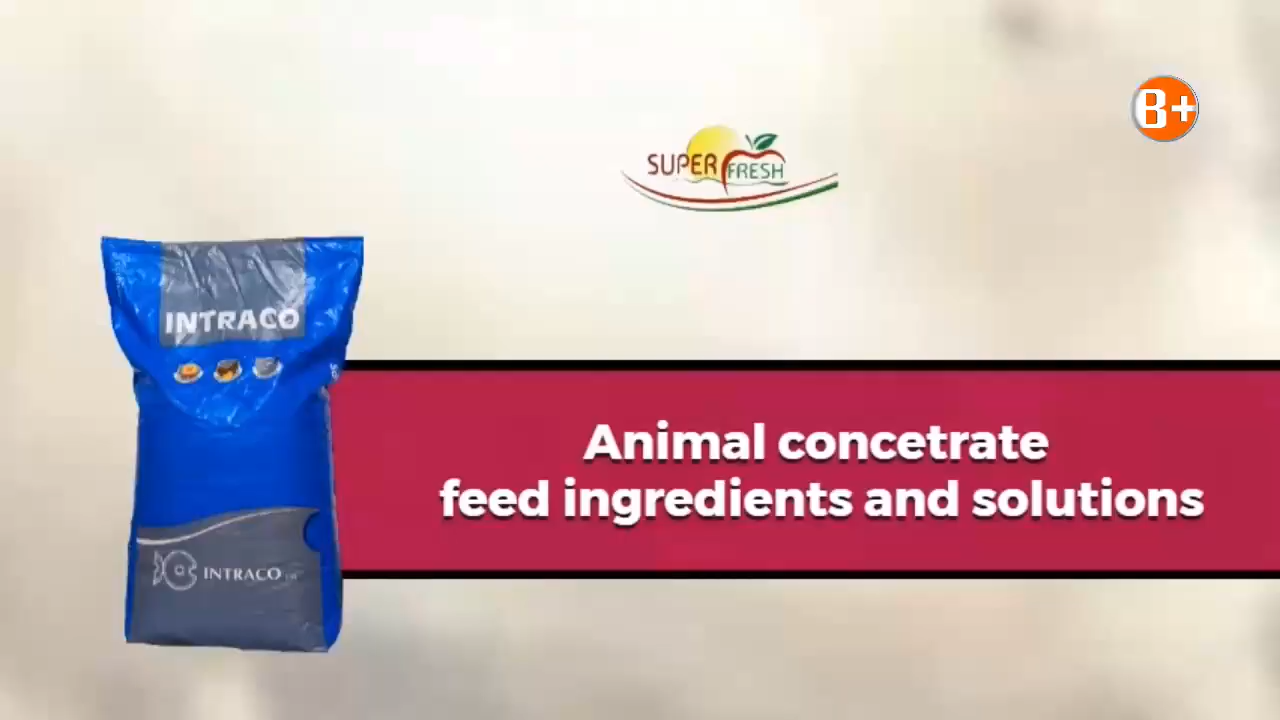 B+
SUPER FRESH
INTRACO
INTRACO
Animal concetrate
feed ingredients and solutions